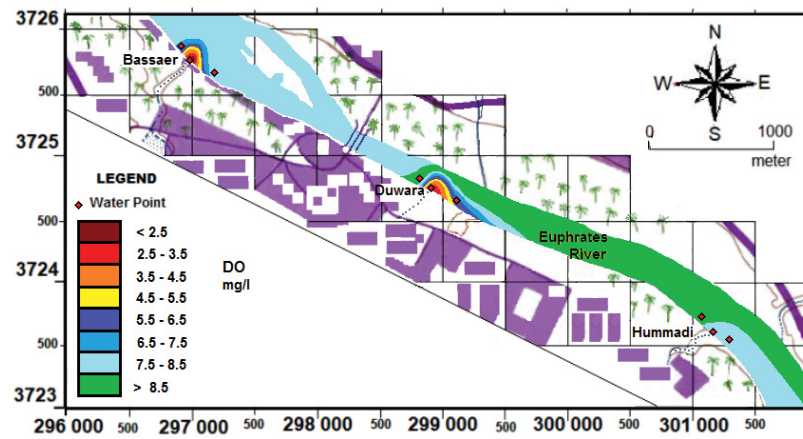 3726
500
3725
500
3724
500
3723
296 000
500
297 000
500
298 000
500
299 000
500
300 000
500
301 000
500
Bassaer
Duwara
Euphrates
River
Hummadi
N
W
E
S
0
1000
meter
LEGEND
Water Point
< 2.5
2.5 - 3.5
3.5 - 4.5
4.5 - 5.5
5.5 - 6.5
6.5 - 7.5
7.5 - 8.5
> 8.5
DO
mg/l